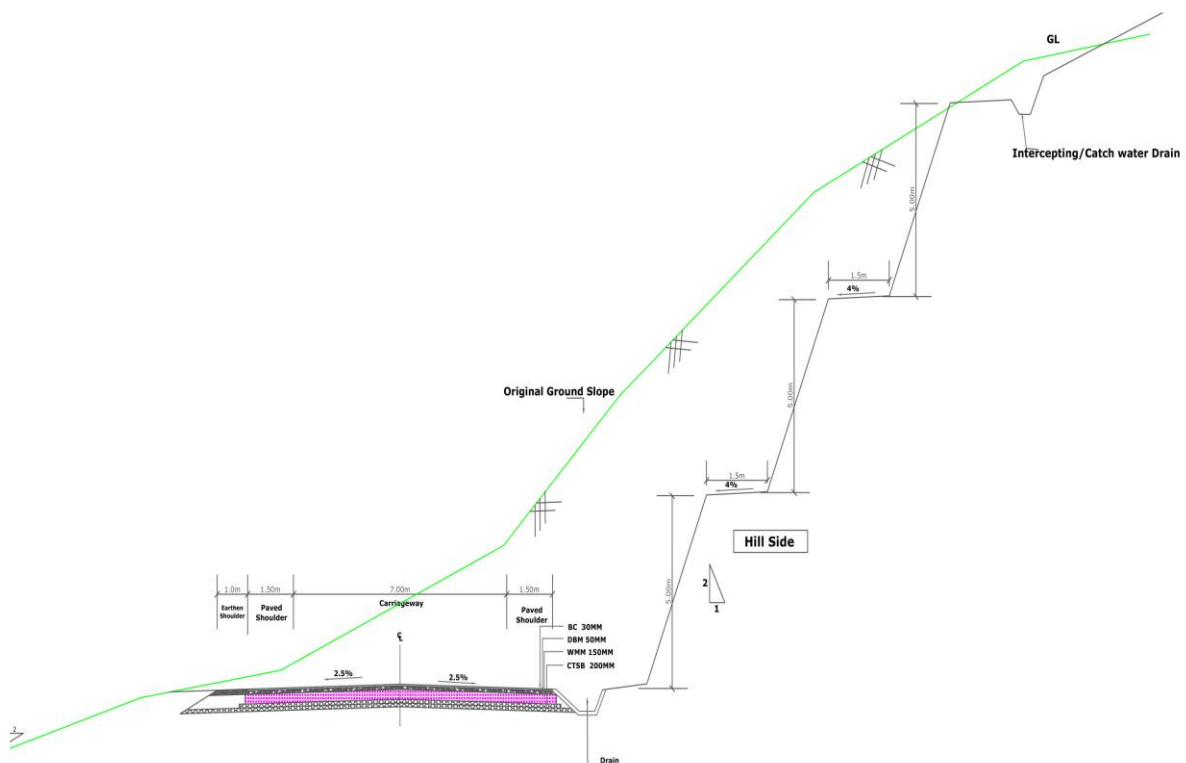 GL
Intercepting/Catch water Drain
5.00m
1.5m
4%
5.00m
Original Ground Slope
1.5m
4%
Hill Side
5.00m
2
1
1.0m
1.50m
7.00m
1.50m
Earthen
Shoulder
Paved
Shoulder
Carriageway
Paved
Shoulder
BC 30MM
DBM 50MM
WMM 150MM
CTSB 200MM
℄
2.5%
2.5%
2
Drain